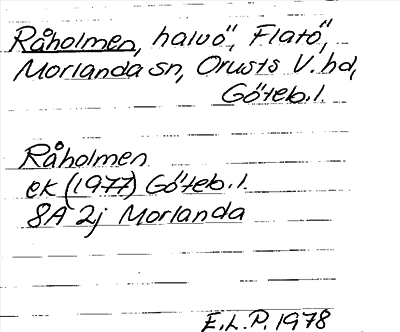 Råholmen, halvö, Flatö,
Morlanda sn, Orusts V. hd,
Göteb. l.
Råholmen
ek (1977) Göteb. l.
8A 2j Morlanda
E.L.P. 1978